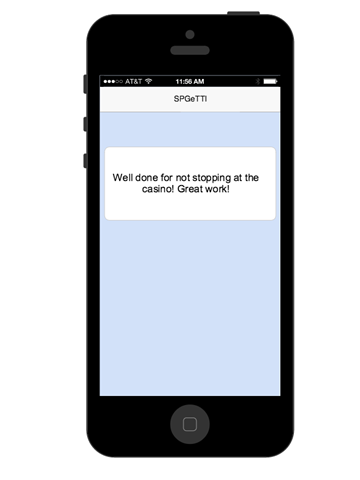 AT&T 11:56 AM
SPGeTTI
Well done for not stopping at the
casino! Great work!